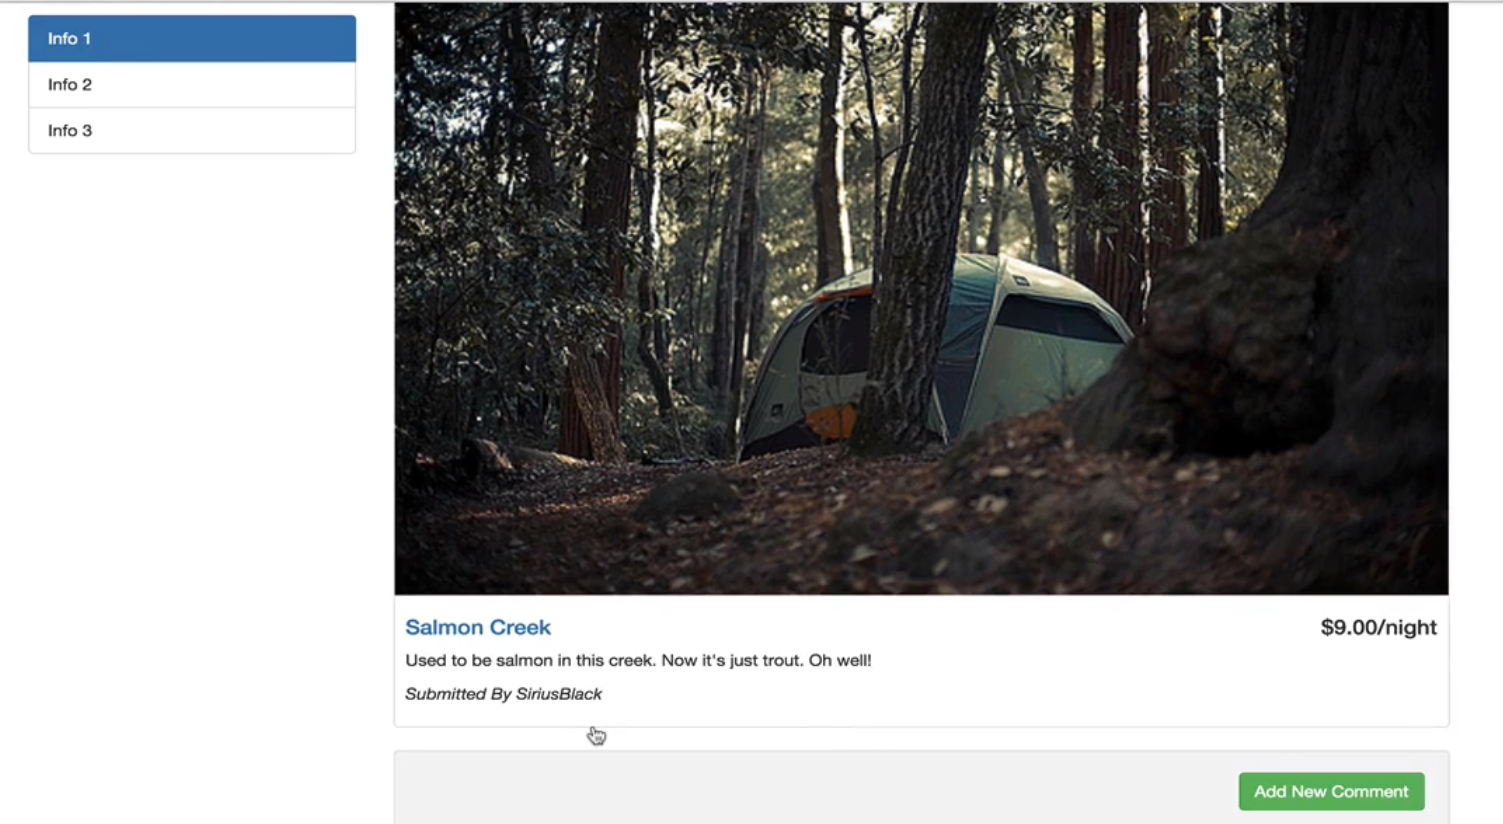 Info 1
Info 2
Info 3
Salmon Creek
$9.00/night
Used to be salmon in this creek. Now it's just trout. Oh well!
Submitted By SiriusBlack
Add New Comment